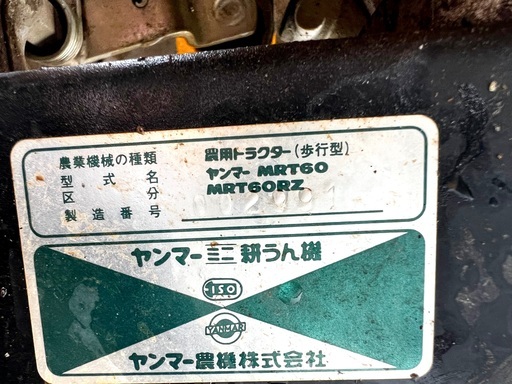 農業機械の種類 農用トラクター(歩行型)
型式名 ヤンマー MRT60
区分 MRT60RZ
製造番号
ヤンマーミニ耕うん機
ISO
YANMAR
ヤンマー農機株式会社